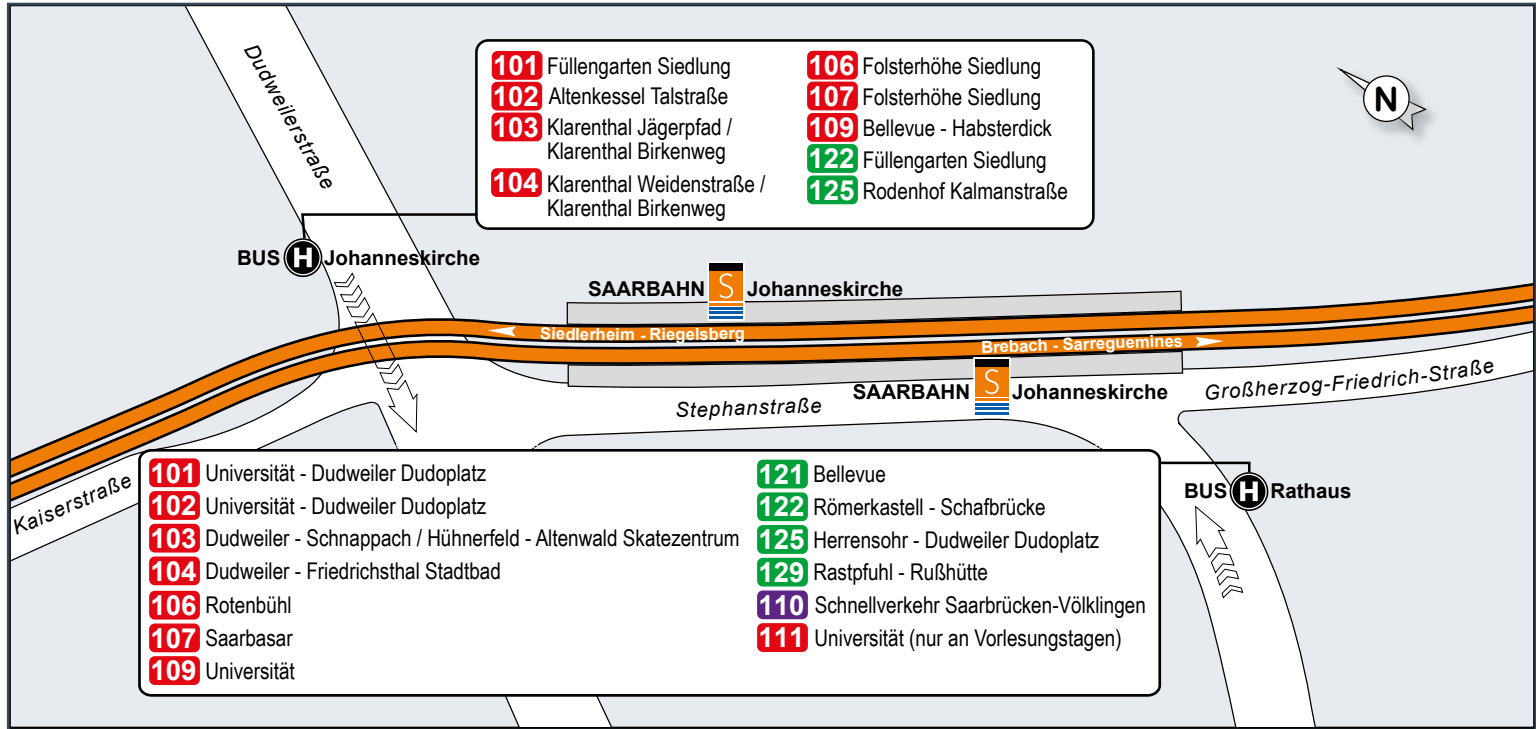 Dudweilerstraße
101 Füllengarten Siedlung
102 Altenkessel Talstraße
103 Klarenthal Jägerpfad /
Klarenthal Birkenweg
104 Klarenthal Weidenstraße /
Klarenthal Birkenweg
106 Folsterhöhe Siedlung
107 Folsterhöhe Siedlung
109 Bellevue - Habsterdick
122 Füllengarten Siedlung
125 Rodenhof Kalmanstraße
N
BUS H Johanneskirche
SAARBAHN S Johanneskirche
Siedlerheim - Riegelsberg
Brebach - Sarreguemines
SAARBAHN S Johanneskirche
Stephanstraße
Großherzog-Friedrich-Straße
Kaiserstraße
BUS H Rathaus
101 Universität - Dudweiler Dudoplatz
102 Universität - Dudweiler Dudoplatz
103 Dudweiler - Schnappach / Hühnerfeld - Altenwald Skatezentrum
104 Dudweiler - Friedrichsthal Stadtbad
106 Rotenbühl
107 Saarbasar
109 Universität
121 Bellevue
122 Römerkastell - Schafbrücke
125 Herrensohr - Dudweiler Dudoplatz
129 Rastpfuhl - Rußhütte
110 Schnellverkehr Saarbrücken-Völklingen
111 Universität (nur an Vorlesungstagen)